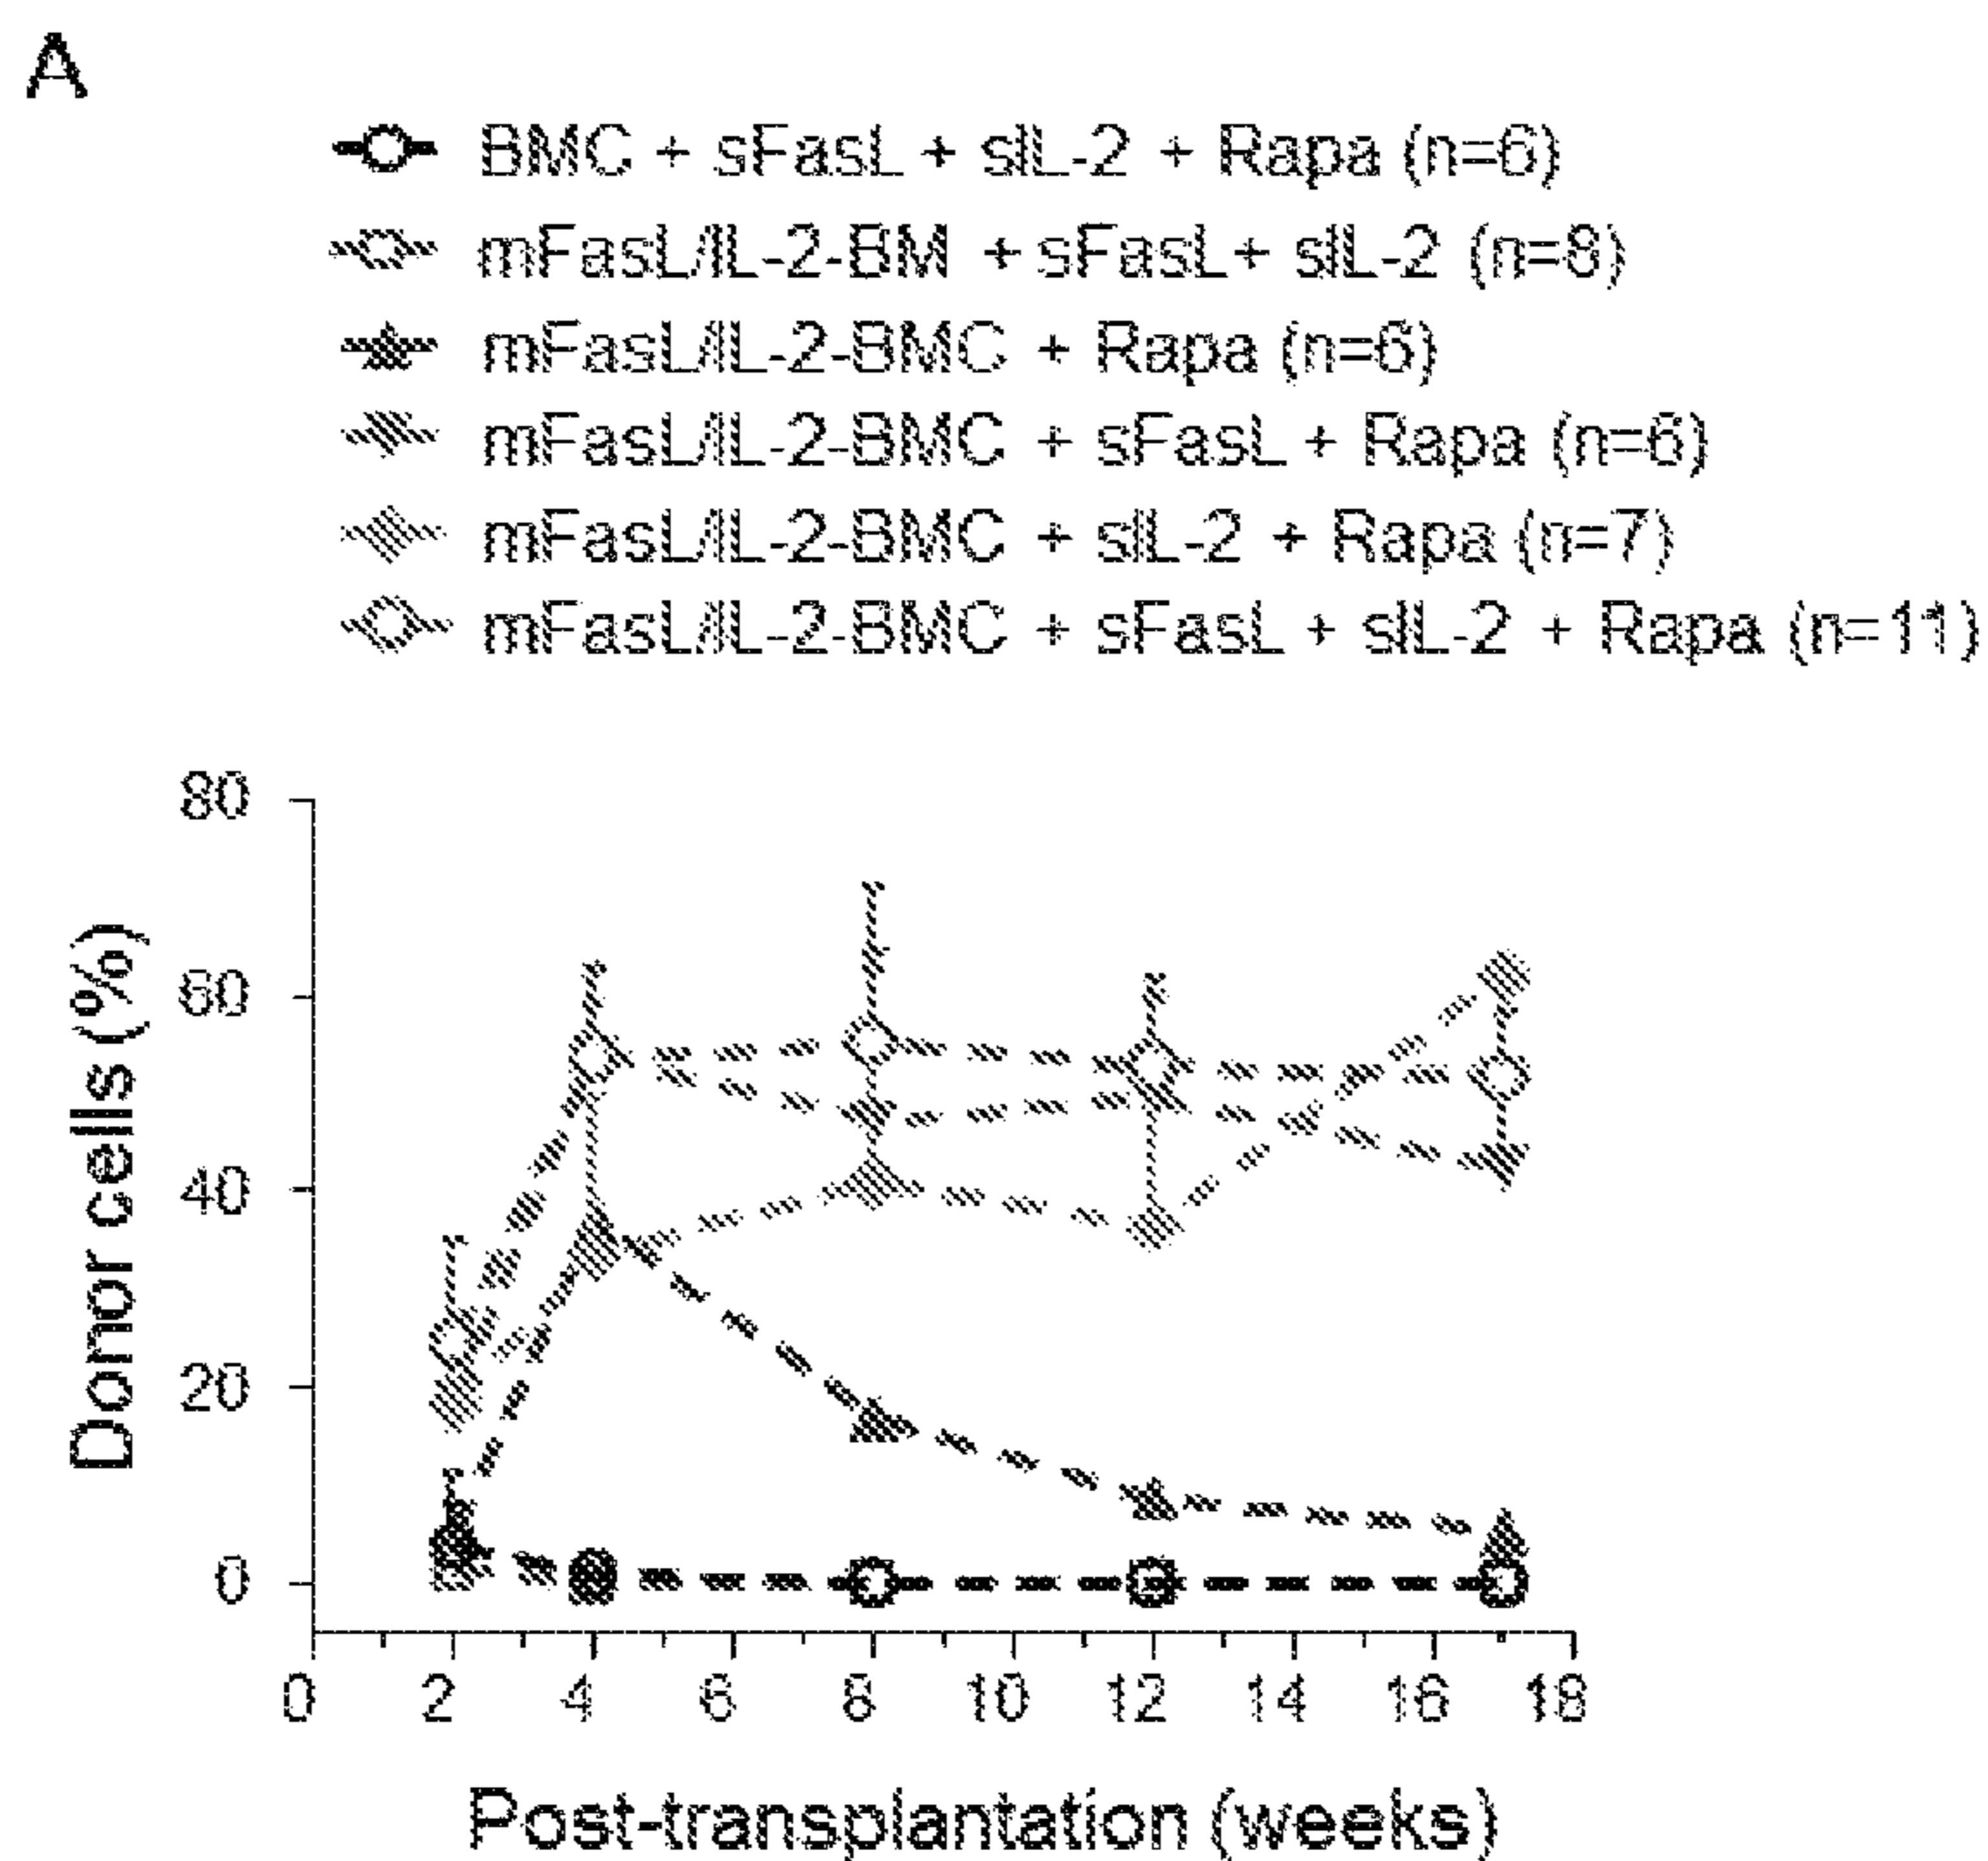 A
BMC + sFasL + sIL-2 + Rapa (n=6)
mFasL/IL-2-BM + sFasL+ sIL-2 (n=8)
mFasL/IL-2-BMC + Rapa (n=6)
mFasL/IL-2-BMC + sFasL + Rapa (n=6)
mFasL/IL-2-BMC + sIL-2 + Rapa (n=7)
mFasL/IL-2-BMC + sFasL + sIL-2 + Rapa (n=11)
80
60
40
20
0
Donor cells (%)
0 2 4 6 8 10 12 14 16 18
Post-transplantation (weeks)